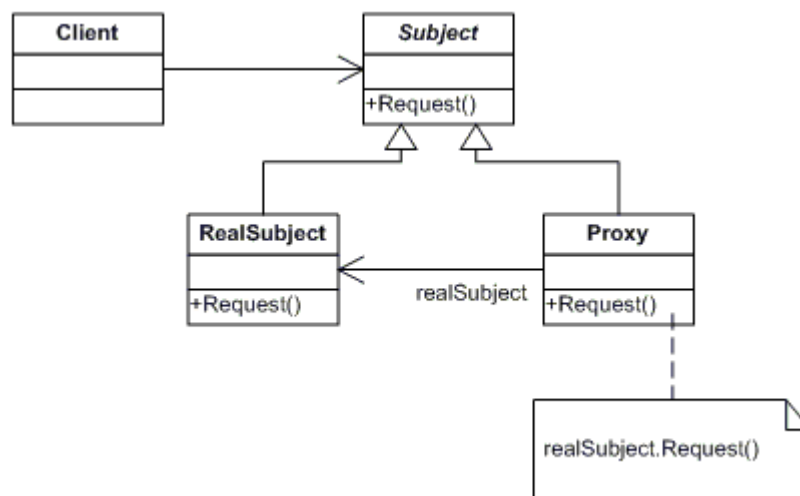 Client
Subject
+Request()
RealSubject
Proxy
realSubject
+Request()
+Request()
realSubject.Request()